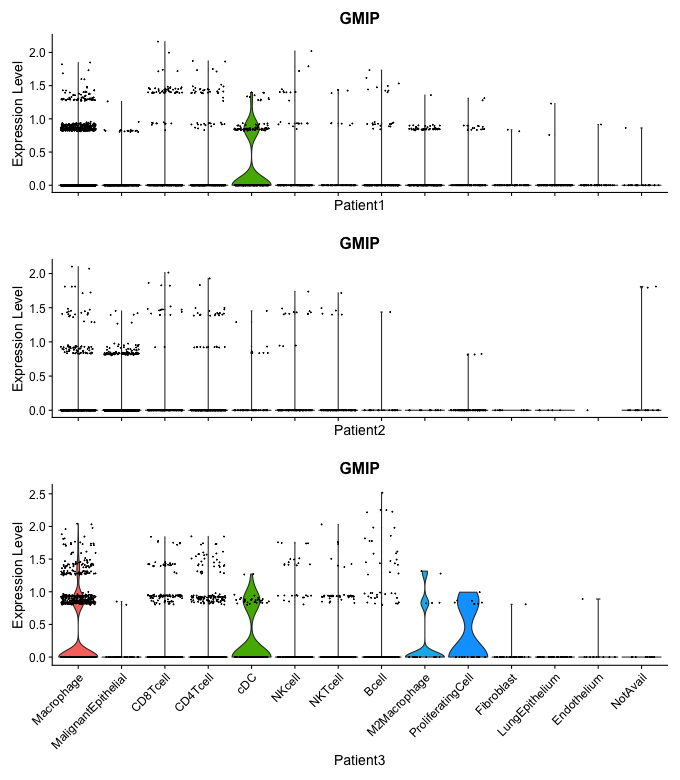 GMIP
Expression Level
2.0
1.5
1.0
0.5
0.0
Patient1
GMIP
Expression Level
2.0
1.5
1.0
0.5
0.0
Patient2
GMIP
Expression Level
2.5
2.0
1.5
1.0
0.5
0.0
Macrophage
MalignantEpithelial
CD8Tcell
CD4Tcell
cDC
NKcell
NKTcell
Bcell
M2Macrophage
ProliferatingCell
Fibroblast
LungEpithelium
Endothelium
NotAvail
Patient3